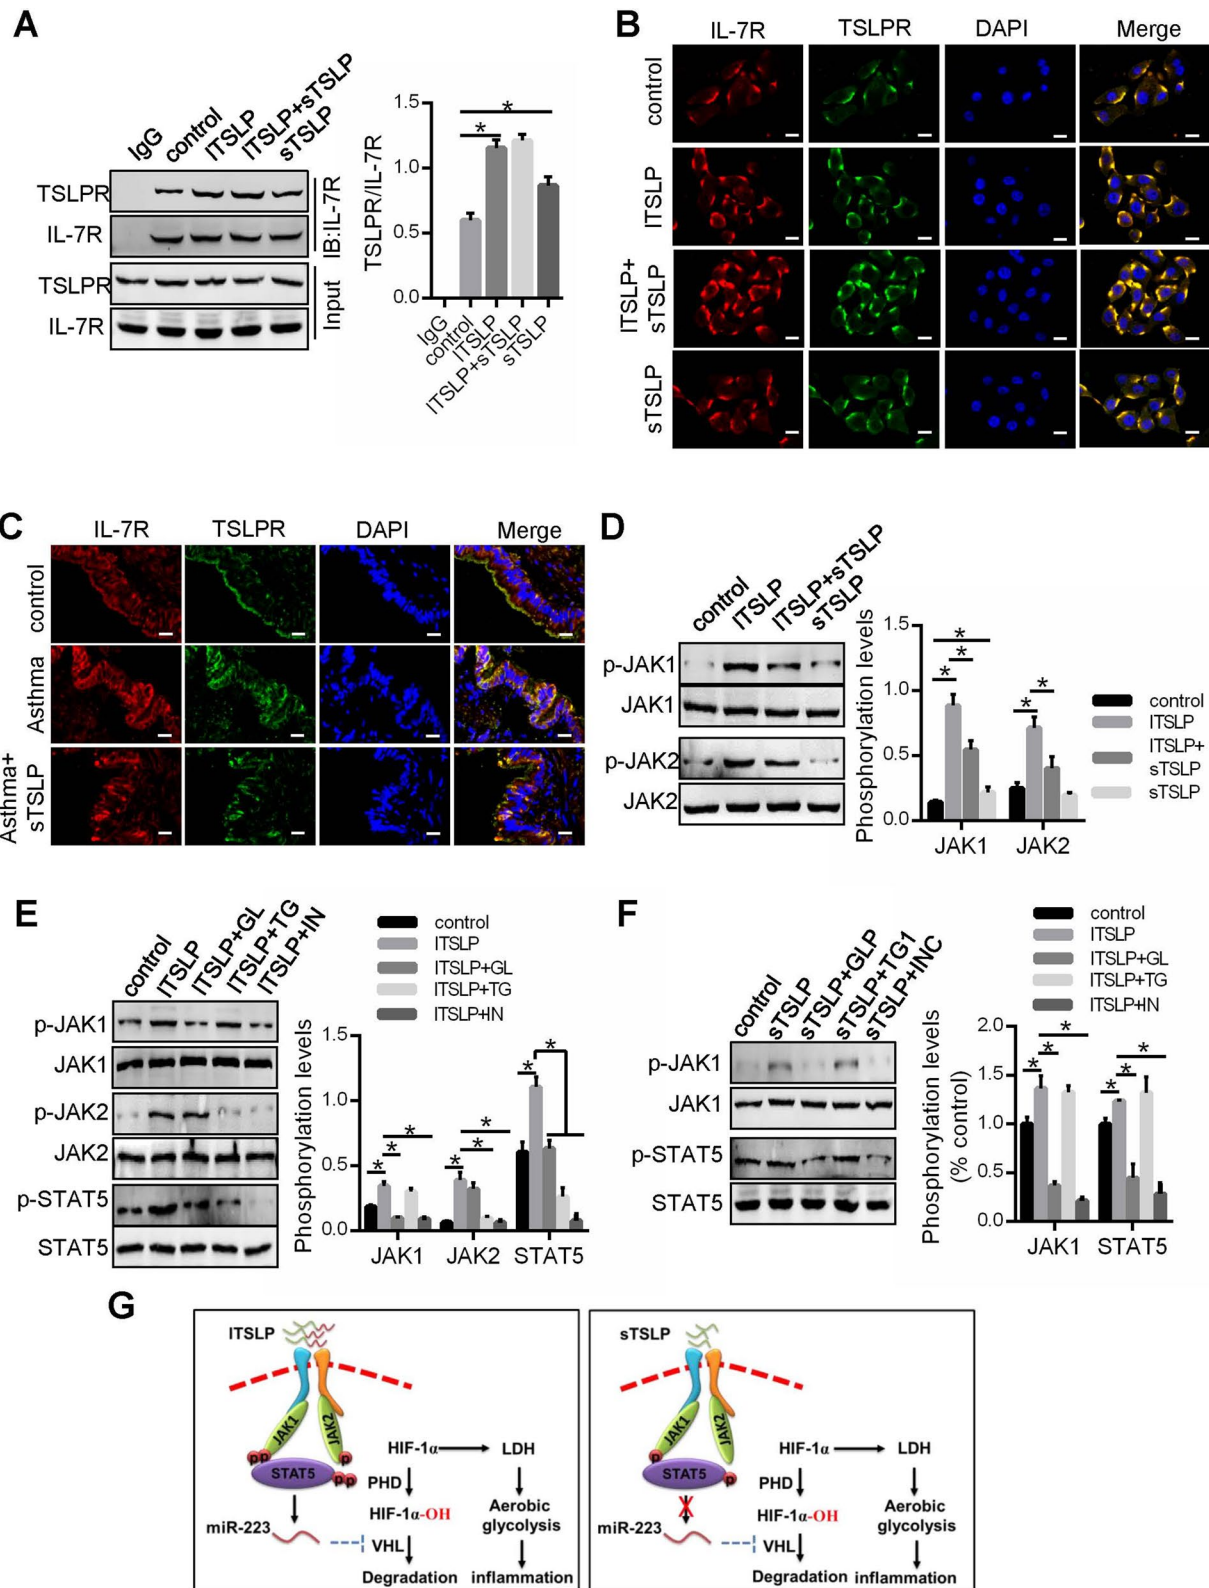 A
IgG
control
lTSLP
lTSLP+sTSLP
sTSLP
TSLPR
IL-7R
IB:IL-7R
TSLPR
IL-7R
Input
TSLPR/IL-7R
1.5
1.0
0.5
0.0
* *
IgG
control
lTSLP
lTSLP+sTSLP
sTSLP
B
IL-7R TSLPR DAPI Merge
control
lTSLP
lTSLP+
sTSLP
sTSLP
C
IL-7R TSLPR DAPI Merge
control
Asthma
Asthma+
sTSLP
D
control
lTSLP
lTSLP+sTSLP
sTSLP
p-JAK1
JAK1
p-JAK2
JAK2
Phosphorylation levels
1.5
1.0
0.5
0.0
* * * * *
JAK1 JAK2
control
lTSLP
lTSLP+
sTSLP
sTSLP
E
control
lTSLP
lTSLP+GL
lTSLP+TG
lTSLP+IN
p-JAK1
JAK1
p-JAK2
JAK2
p-STAT5
STAT5
control
lTSLP
lTSLP+GL
lTSLP+TG
lTSLP+IN
Phosphorylation levels
1.5
1.0
0.5
0.0
* * * * * * * *
JAK1 JAK2 STAT5
F
control
sTSLP
sTSLP+GLP
sTSLP+TG1
sTSLP+INC
p-JAK1
JAK1
p-STAT5
STAT5
control
lTSLP
lTSLP+GL
lTSLP+TG
lTSLP+IN
Phosphorylation levels
(% control)
2.0
1.5
1.0
0.5
0.0
* * * * * *
JAK1 STAT5
G
lTSLP
JAK1
JAK2
p p
p
STAT5
p p
miR-223
HIF-1α
LDH
PHD
HIF-1α-OH
Aerobic
glycolysis
VHL
Degradation
inflammation
sTSLP
JAK1
JAK2
p
STAT5
p
X
miR-223
HIF-1α
LDH
PHD
HIF-1α-OH
Aerobic
glycolysis
VHL
Degradation
inflammation